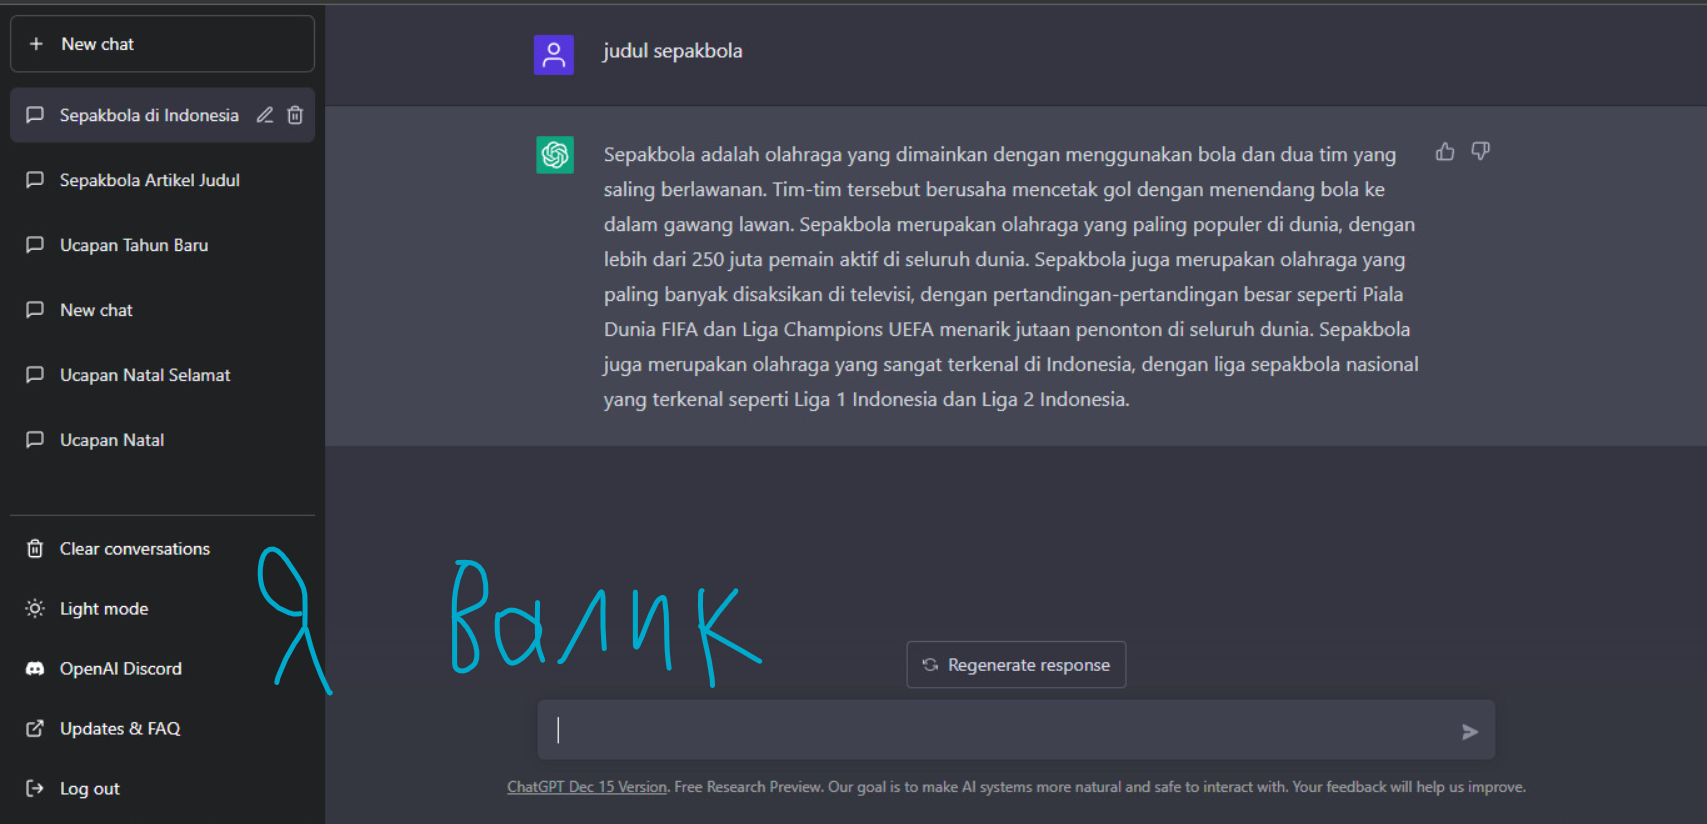 New chat
Sepakbola di Indonesia
Sepakbola Artikel Judul
Ucapan Tahun Baru
New chat
Ucapan Natal Selamat
Ucapan Natal
Clear conversations
Light mode
OpenAI Discord
Updates & FAQ
Log out
judul sepakbola
Sepakbola adalah olahraga yang dimainkan dengan menggunakan bola dan dua tim yang
saling berlawanan. Tim-tim tersebut berusaha mencetak gol dengan menendang bola ke
dalam gawang lawan. Sepakbola merupakan olahraga yang paling populer di dunia, dengan
lebih dari 250 juta pemain aktif di seluruh dunia. Sepakbola juga merupakan olahraga yang
paling banyak disaksikan di televisi, dengan pertandingan-pertandingan besar seperti Piala
Dunia FIFA dan Liga Champions UEFA menarik jutaan penonton di seluruh dunia. Sepakbola
juga merupakan olahraga yang sangat terkenal di Indonesia, dengan liga sepakbola nasional
yang terkenal seperti Liga 1 Indonesia dan Liga 2 Indonesia.
Я Валик
Regenerate response
ChatGPT Dec 15 Version. Free Research Preview. Our goal is to make AI systems more natural and safe to interact with. Your feedback will help us improve.